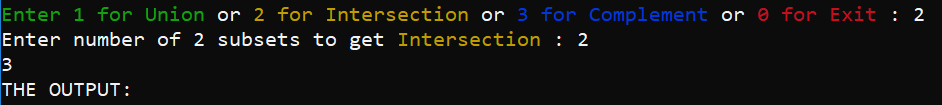 Enter 1 for Union or 2 for Intersection or 3 for Complement or 0 for Exit : 2
Enter number of 2 subsets to get Intersection : 2
3
THE OUTPUT: